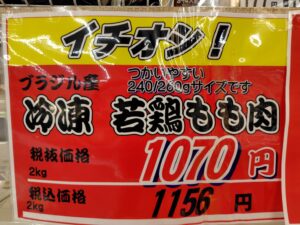 イチオシ！
ブラジル産
つかいやすい
240/260gサイズです
冷凍 若鶏もも肉
税抜価格
2kg
1070円
税込価格
2kg
1156円